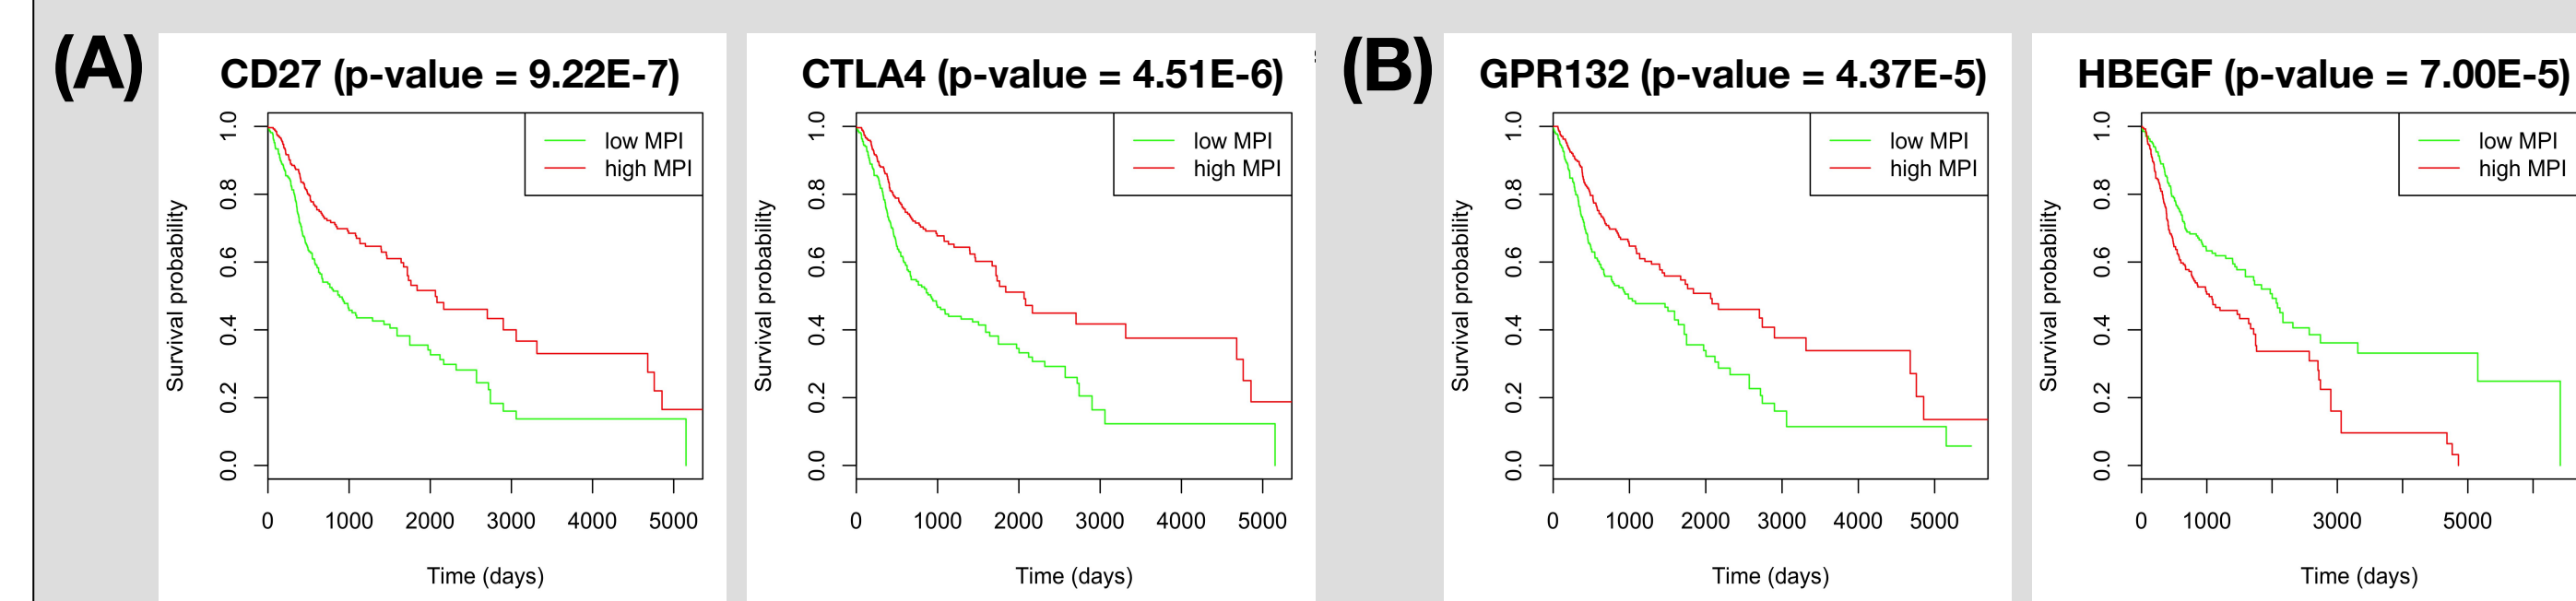 (A)
CD27 (p-value = 9.22E-7)
low MPI
high MPI
Survival probability
0.0 0.2 0.4 0.6 0.8 1.0
0 1000 2000 3000 4000 5000
Time (days)
CTLA4 (p-value = 4.51E-6)
low MPI
high MPI
Survival probability
0.0 0.2 0.4 0.6 0.8 1.0
0 1000 2000 3000 4000 5000
Time (days)
(B)
GPR132 (p-value = 4.37E-5)
low MPI
high MPI
Survival probability
0.0 0.2 0.4 0.6 0.8 1.0
0 1000 2000 3000 4000 5000
Time (days)
HBEGF (p-value = 7.00E-5)
low MPI
high MPI
Survival probability
0.0 0.2 0.4 0.6 0.8 1.0
0 1000 3000 5000
Time (days)